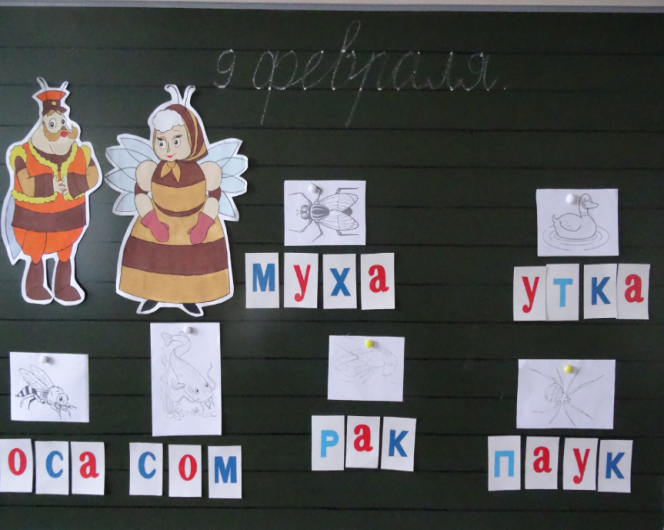 9 февраля
муха
утка
оса
сом
рак
паук